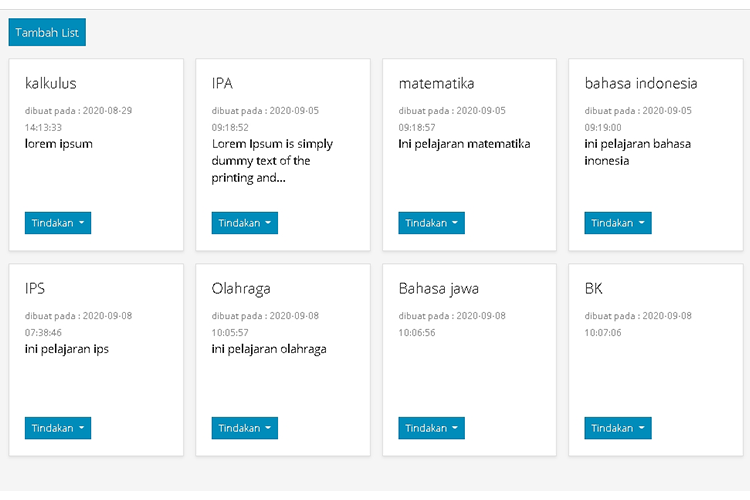 Tambah List
kalkulus
dibuat pada : 2020-08-29
14:13:33
lorem ipsum
Tindakan
IPA
dibuat pada : 2020-09-05
09:18:52
Lorem Ipsum is simply
dummy text of the
printing and...
Tindakan
matematika
dibuat pada : 2020-09-05
09:18:57
Ini pelajaran matematika
Tindakan
bahasa indonesia
dibuat pada : 2020-09-05
09:19:00
ini pelajaran bahasa
inonesia
Tindakan
IPS
dibuat pada : 2020-09-08
07:38:46
ini pelajaran ips
Tindakan
Olahraga
dibuat pada : 2020-09-08
10:05:57
ini pelajaran olahraga
Tindakan
Bahasa jawa
dibuat pada : 2020-09-08
10:06:56
Tindakan
BK
dibuat pada : 2020-09-08
10:07:06
Tindakan